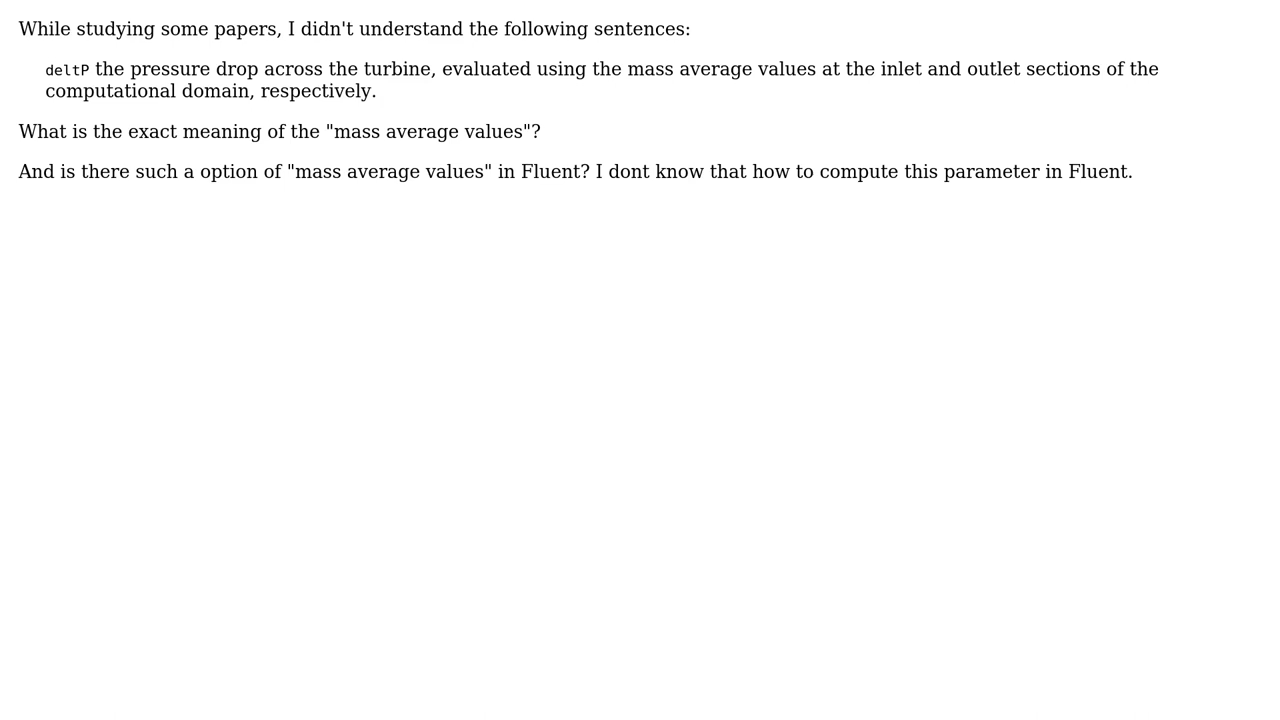 While studying some papers, I didn't understand the following sentences:
deltP the pressure drop across the turbine, evaluated using the mass average values at the inlet and outlet sections of the
computational domain, respectively.
What is the exact meaning of the "mass average values"?
And is there such a option of "mass average values" in Fluent? I dont know that how to compute this parameter in Fluent.